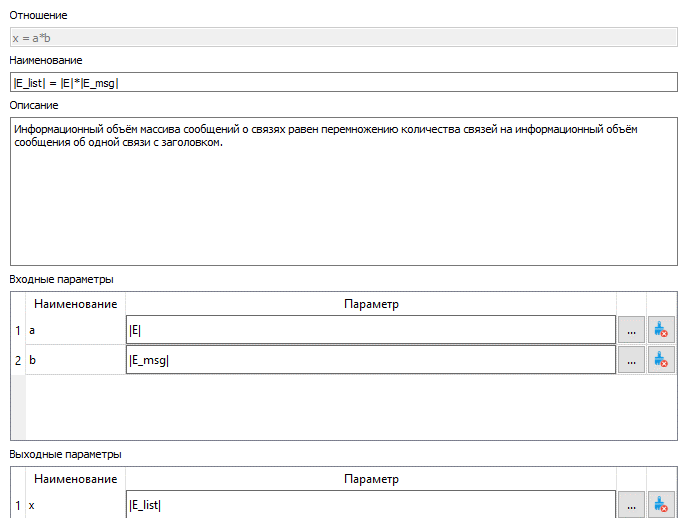 Отношение
x = a*b
Наименование
|E_list| = |E|*|E_msg|
Описание
Информационный объём массива сообщений о связях равен перемножению количества связей на информационный объём
сообщения об одной связи с заголовком.
Входные параметры
Наименование Параметр
1 a |E| ...
2 b |E_msg| ...
Выходные параметры
Наименование Параметр
1 x |E_list| ...